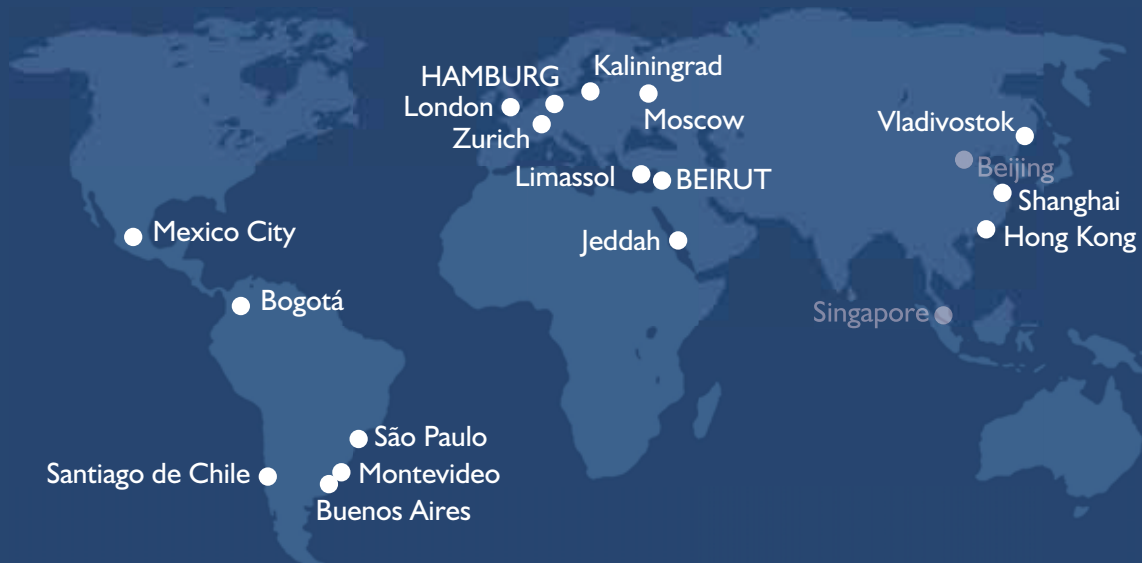 Kaliningrad
HAMBURG
London
Moscow
Zurich
Vladivostok
Beijing
Limassol
BEIRUT
Shanghai
Mexico City
Jeddah
Hong Kong
Bogotá
Singapore
São Paulo
Santiago de Chile
Montevideo
Buenos Aires